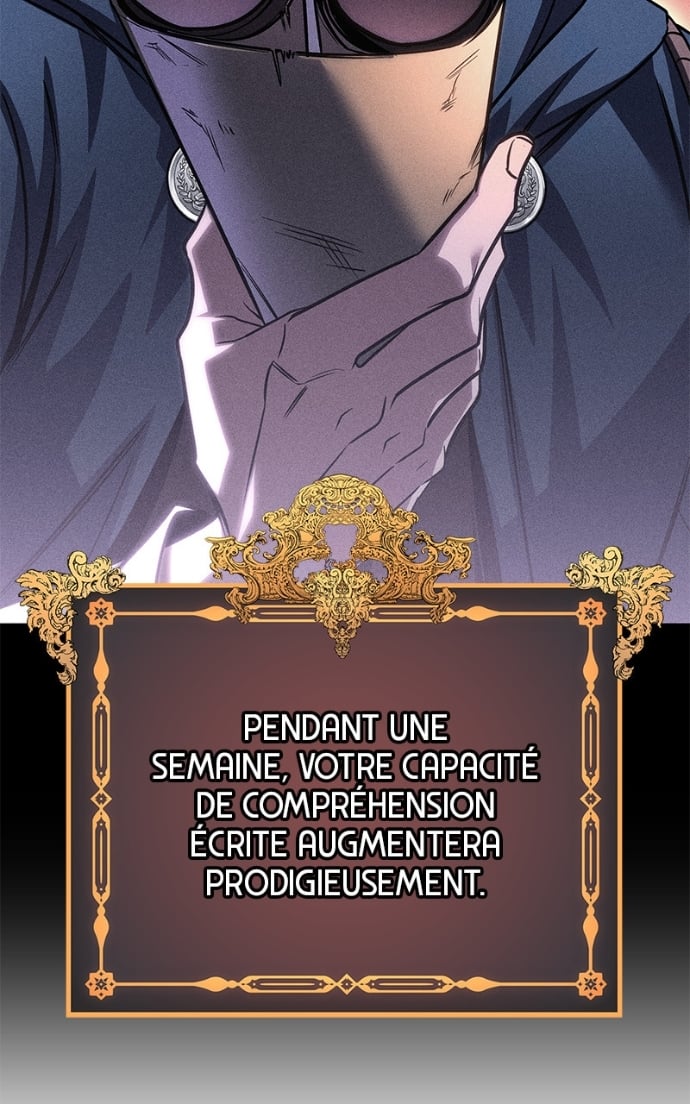 PENDANT UNE
SEMAINE, VOTRE CAPACITÉ
DE COMPRÉHENSION
ÉCRITE AUGMENTERA
PRODIGIEUSEMENT.